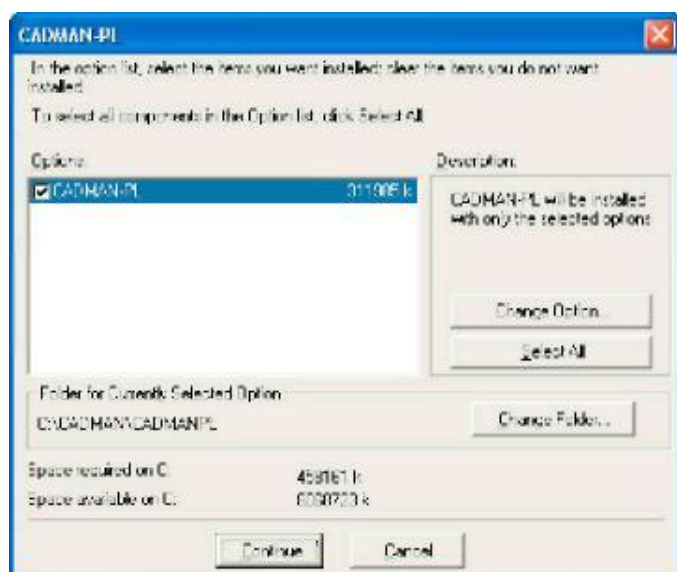 CADMAN-PL
In the option list, select the items you want installed; clear the items you do not want
installed.
To select all components in the Option list, click Select All
Options:
Description:
CADMAN-PL 311985 k
CADMAN-PL will be installed
with only the selected options
Change Option...
Select All
Folder for Currently Selected Option
C:\CADMAN\CADMANPL
Change Folder...
Space required on C: 458161 k
Space available on C:
Continue
Cancel